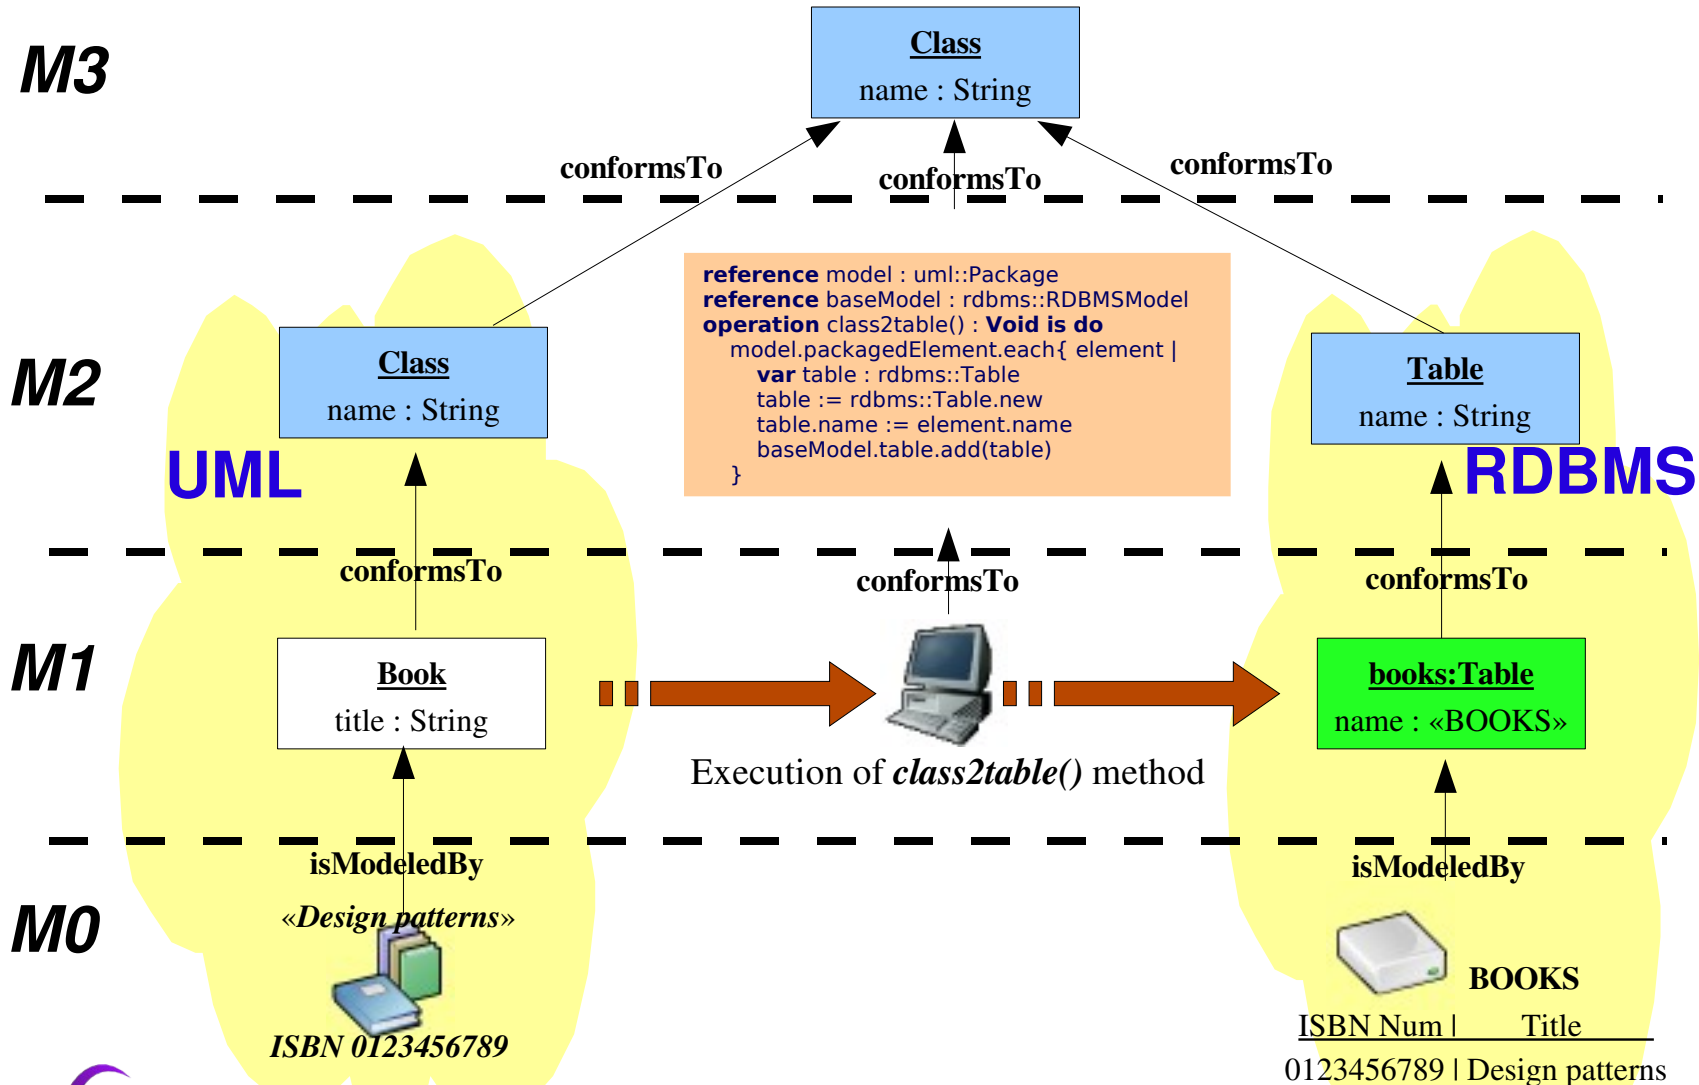 M3
Class
name : String
conformsTo
conformsTo
conformsTo
M2
UML
Class
name : String
reference model : uml::Package
reference baseModel : rdbms::RDBMSModel
operation class2table() : Void is do
model.packagedElement.each{ element |
var table : rdbms::Table
table := rdbms::Table.new
table.name := element.name
baseModel.table.add(table)
}
Table
name : String
RDBMS
conformsTo
conformsTo
conformsTo
M1
Book
title : String
Execution of class2table() method
books:Table
name : «BOOKS»
isModeledBy
isModeledBy
M0
«Design patterns»
ISBN 0123456789
BOOKS
ISBN Num | Title
0123456789 | Design patterns